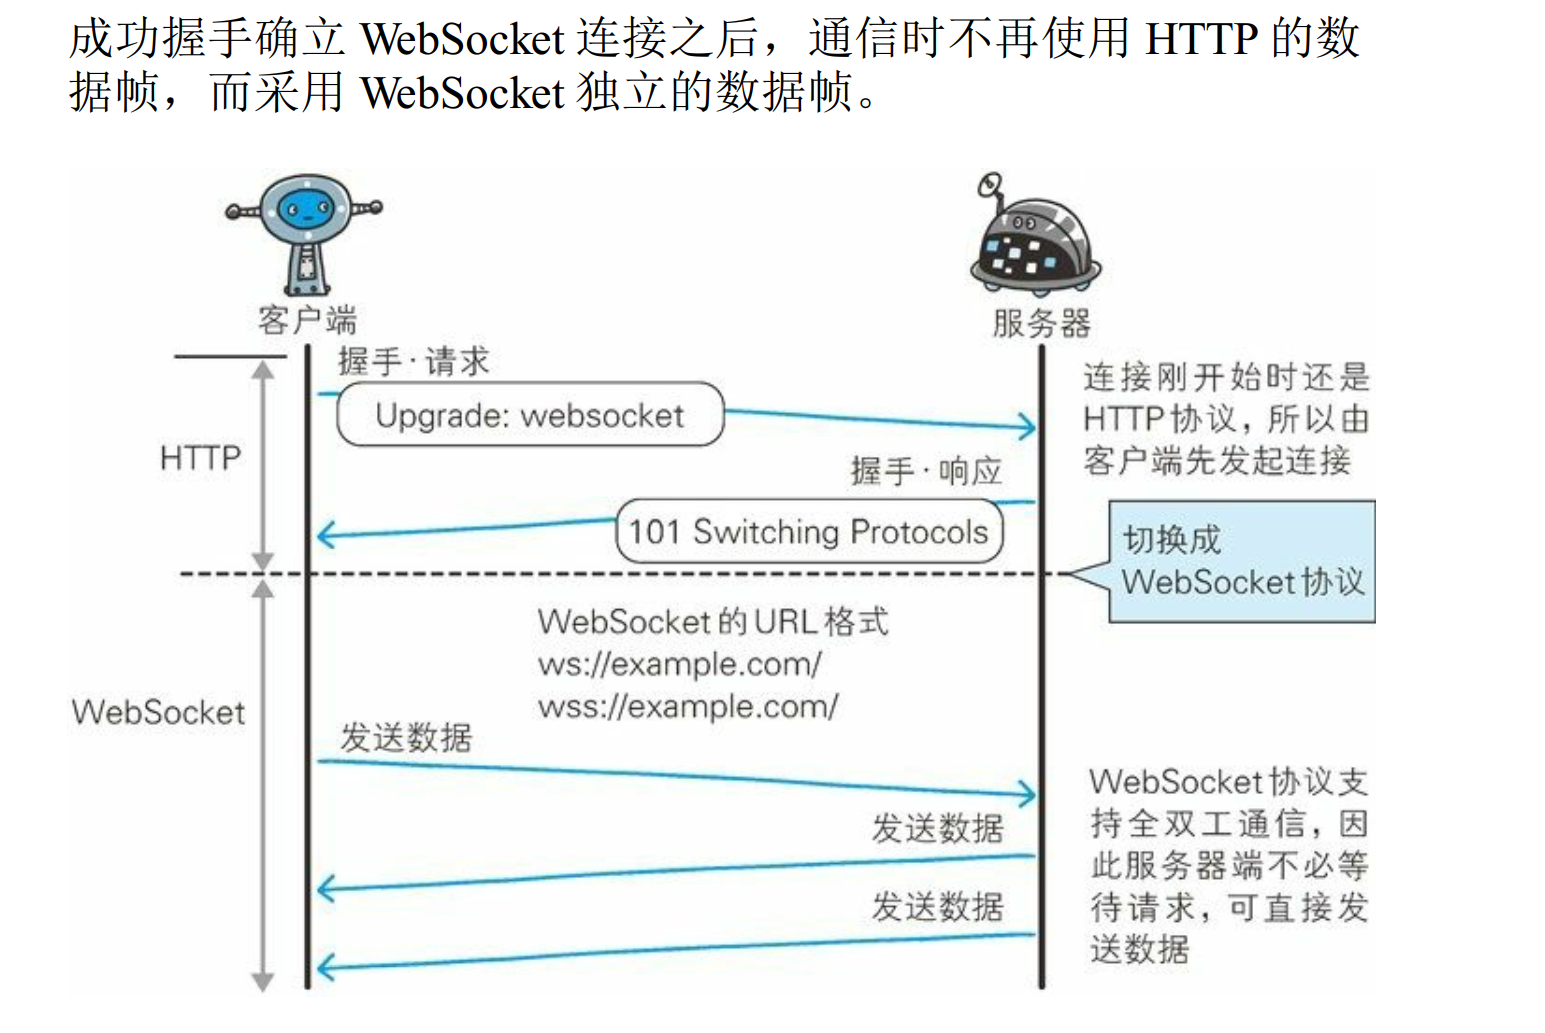 成功握手确立 WebSocket 连接之后，通信时不再使用 HTTP 的数
据帧，而采用 WebSocket 独立的数据帧。
客户端
服务器
握手·请求
Upgrade: websocket
连接刚开始时还是
HTTP协议，所以由
客户端先发起连接
HTTP
握手·响应
101 Switching Protocols
切换成
WebSocket协议
WebSocket的URL格式
ws://example.com/
wss://example.com/
WebSocket
发送数据
WebSocket协议支
持全双工通信，因
此服务器端不必等
待请求，可直接发
送数据
发送数据
发送数据